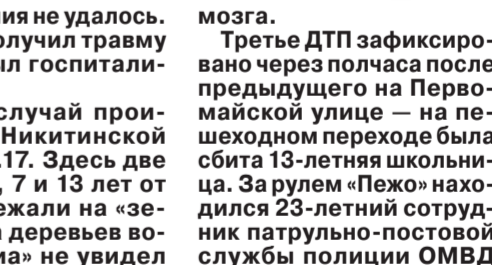 ия не удалось.
олучил травму
ыл госпитали-
случай прои-
Никитинской
.17. Здесь две
, 7 и 13 лет от
ежали на «зе-
деревьев во-
иа» не увидел
мозга.
Третье ДТП зафиксиро-
вано через полчаса после
предыдущего на Перво-
майской улице — на пе-
шеходном переходе была
сбита 13-летняя школьни-
ца. За рулем «Пежо» нахо-
дился 23-летний сотруд-
ник патрульно-постовой
службы полиции ОМВД